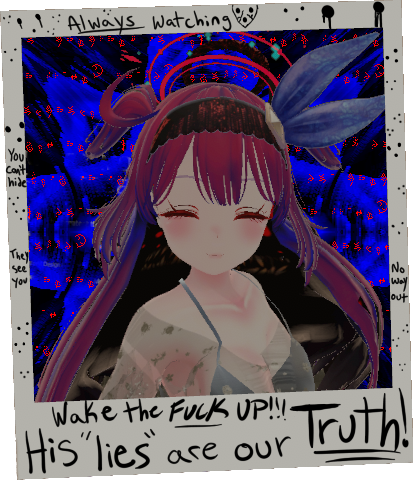 Always Watching
You
can't
hide
They
see
you
No
way
out
Wake the FUCK UP!!!
His "lies" are our Truth!